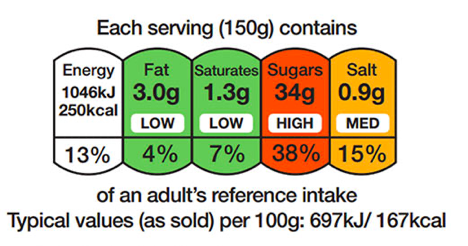 Each serving (150g) contains
Energy Fat Saturates Sugars Salt
1046kJ 3.0g 1.3g 34g 0.9g
250kcal LOW LOW HIGH MED
13% 4% 7% 38% 15%
of an adult's reference intake
Typical values (as sold) per 100g: 697kJ/ 167kcal